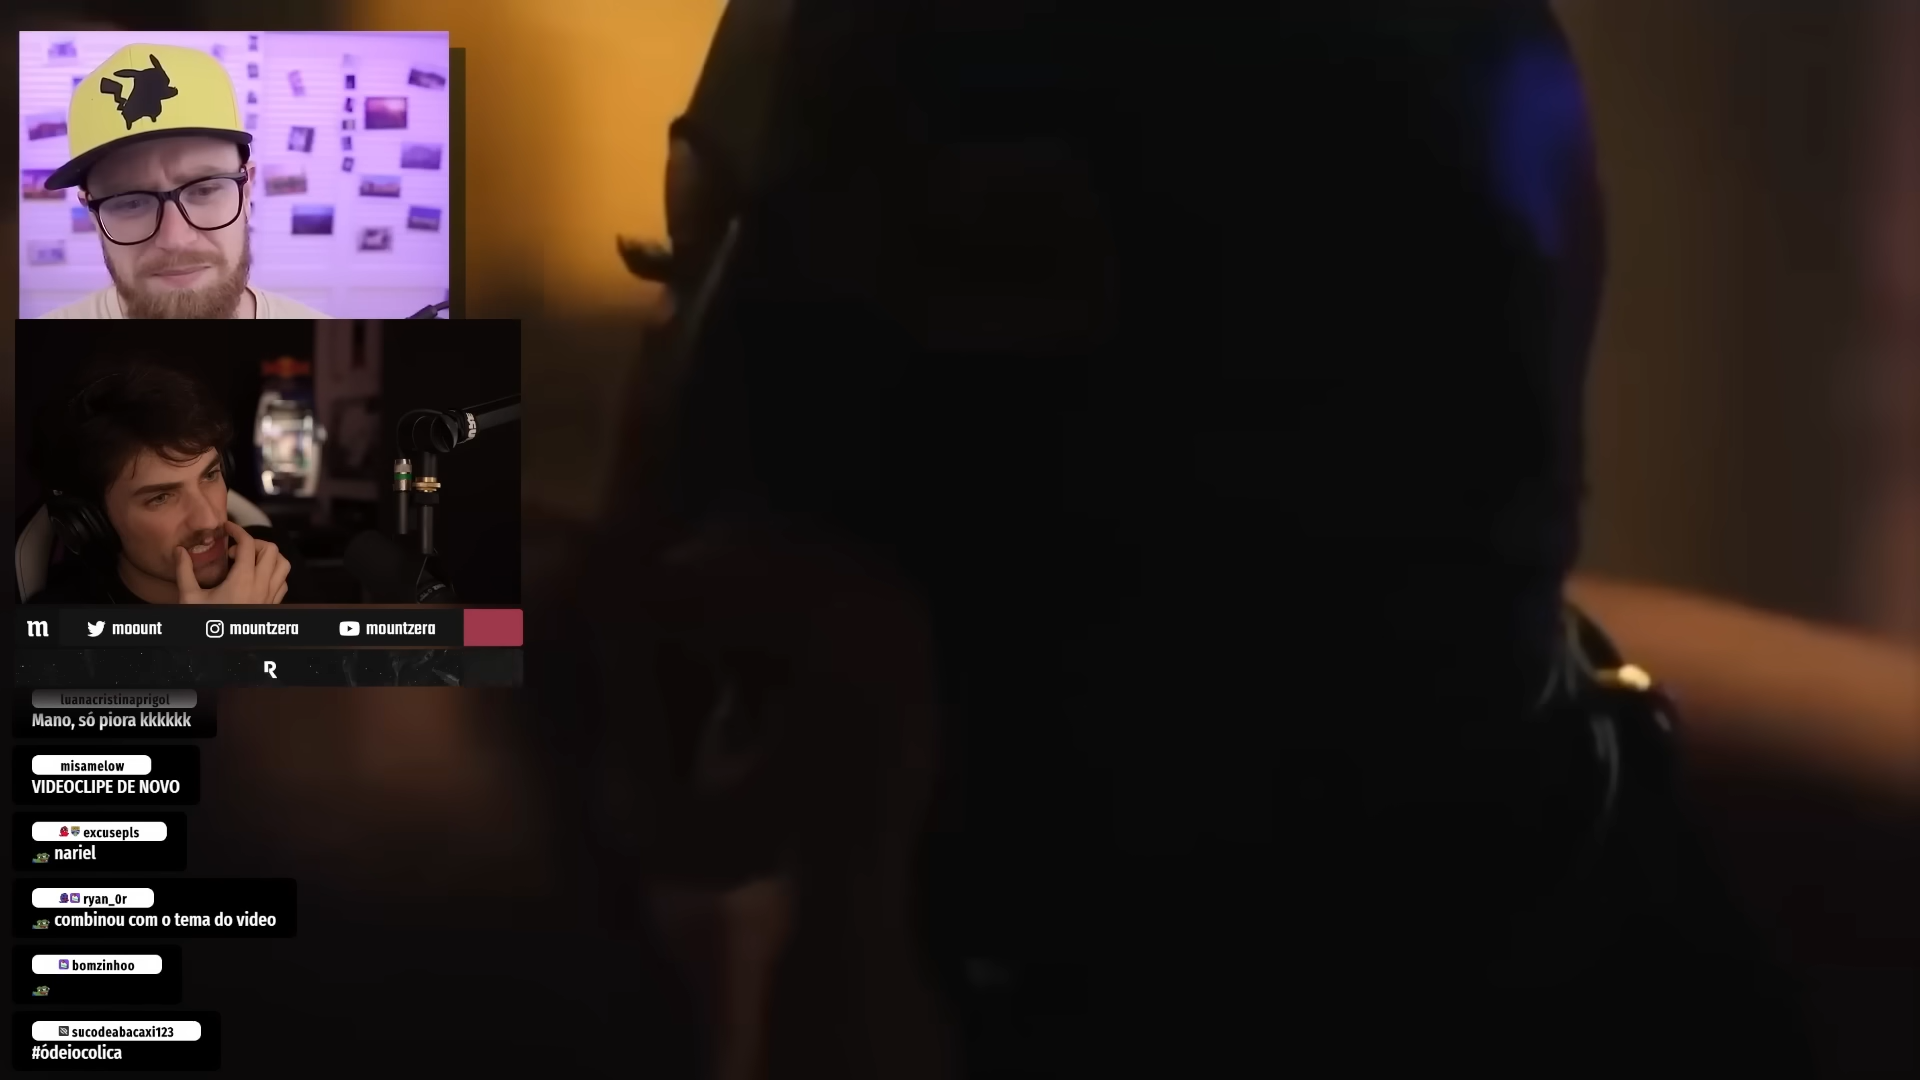 m moount mountzera mountzera
R
luanacristinaprigol
Mano, só piora kkkkkk
misamelow
VIDEOCLIPE DE NOVO
excusepls
nariel
ryan_0r
combinou com o tema do video
bomzinhoo
sucodeabacaxi123
#ódeiocolica